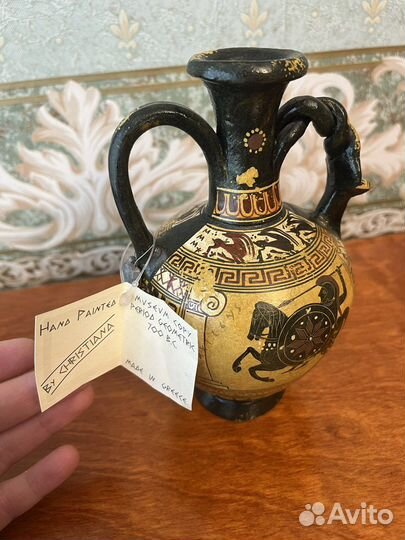 HAND PAINTED
BY CHRISTIANA
MUSEUM COPY
PERIOD GEOMETRIC
700 B.C.
MADE IN GREECE
Avito